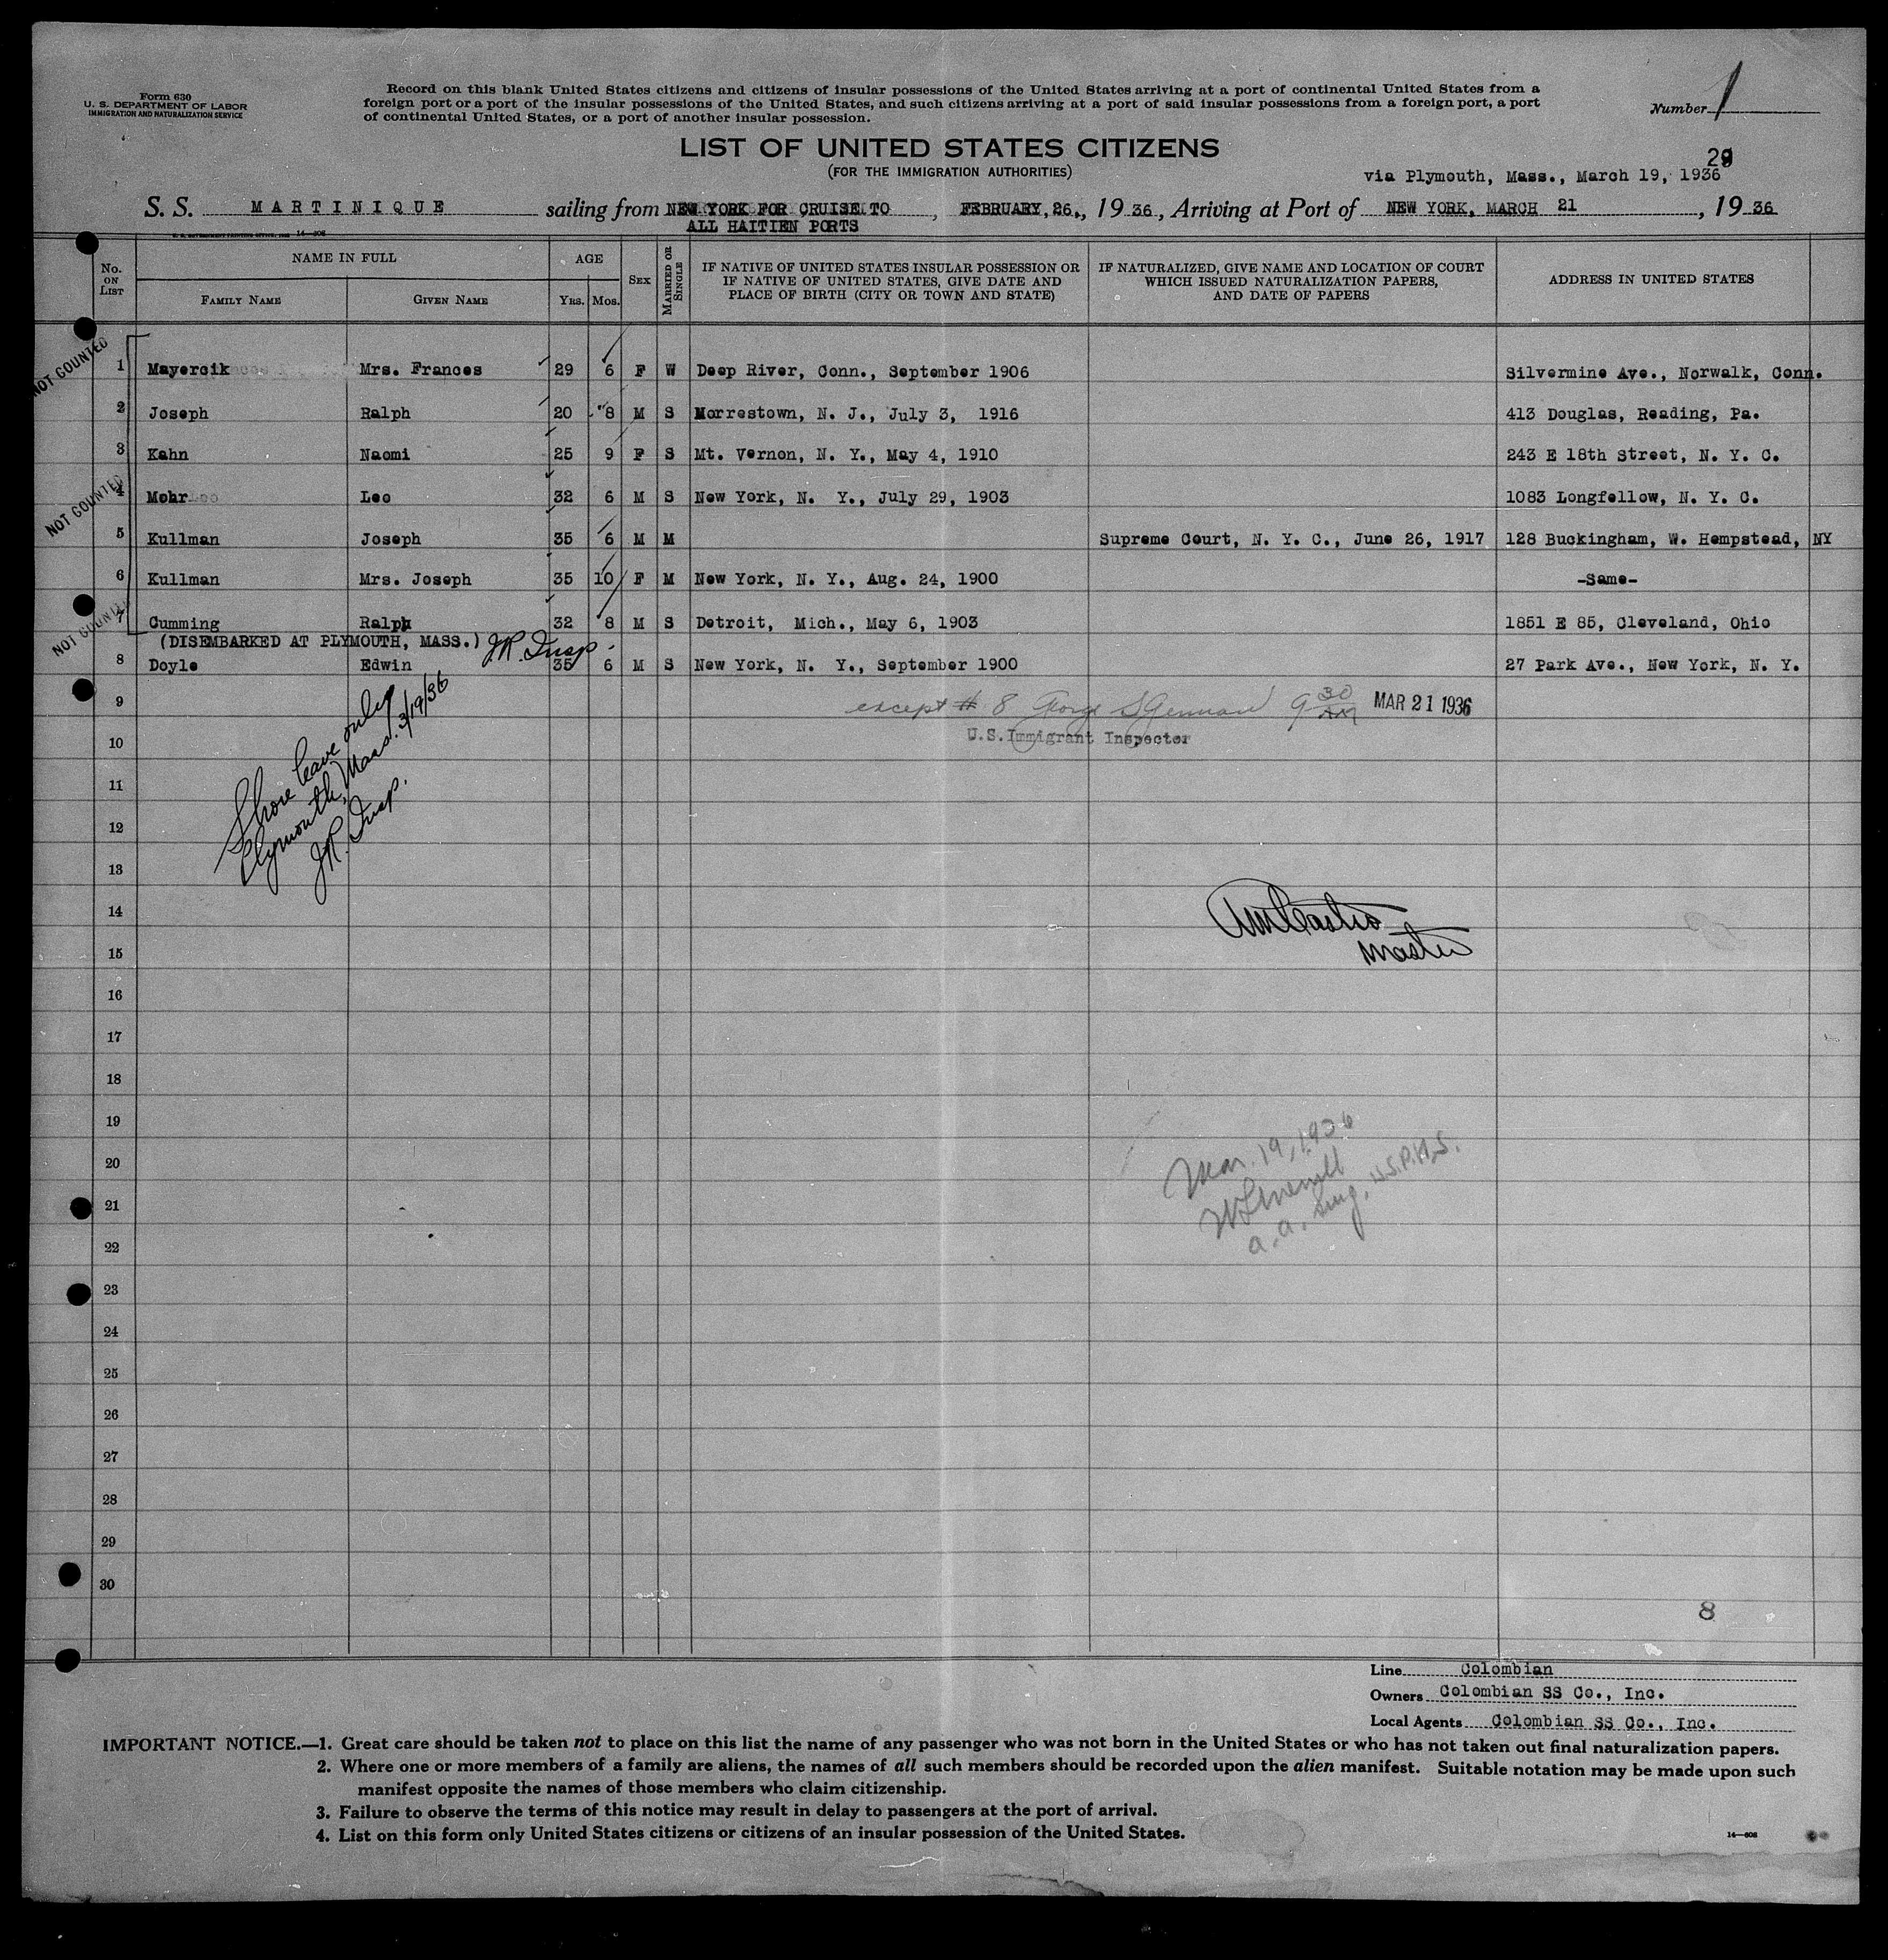 Form 630
U. S. DEPARTMENT OF LABOR
IMMIGRATION AND NATURALIZATION SERVICE
Record on this blank United States citizens and citizens of insular possessions of the United States arriving at a port of continental United States from a
foreign port or a port of the insular possessions of the United States, and such citizens arriving at a port of said insular possessions from a foreign port, a port
of continental United States, or a port of another insular possession.
Number 1
LIST OF UNITED STATES CITIZENS
(FOR THE IMMIGRATION AUTHORITIES)
via Plymouth, Mass., March 19, 1936
S. S. MARTINIQUE sailing from NEW YORK FOR CRUISE TO , FEBRUARY, 26., 19 36, Arriving at Port of NEW YORK, MARCH 21 , 19 36
ALL HAITIEN PORTS
14—608
No. ON LIST
NAME IN FULL
FAMILY NAME
GIVEN NAME
AGE
YRS. MOS.
SEX
MARRIED OR SINGLE
IF NATIVE OF UNITED STATES INSULAR POSSESSION OR
IF NATIVE OF UNITED STATES, GIVE DATE AND
PLACE OF BIRTH (CITY OR TOWN AND STATE)
IF NATURALIZED, GIVE NAME AND LOCATION OF COURT
WHICH ISSUED NATURALIZATION PAPERS,
AND DATE OF PAPERS
ADDRESS IN UNITED STATES
NOT COUNTED
1 Mayercik Mrs. Frances 29 6 F W Deep River, Conn., September 1906 Silvermine Ave., Norwalk, Conn.
2 Joseph Ralph 20 8 M S Morrestown, N. J., July 3, 1916 413 Douglas, Reading, Pa.
3 Kahn Naomi 25 9 F S Mt. Vernon, N. Y., May 4, 1910 243 E 18th Street, N. Y. C.
NOT COUNTED
4 Mohr Leo 32 6 M S New York, N. Y., July 29, 1903 1083 Longfellow, N. Y. C.
5 Kullman Joseph 35 6 M M Supreme Court, N. Y. C., June 26, 1917 128 Buckingham, W. Hempstead, NY
6 Kullman Mrs. Joseph 35 10 F M New York, N. Y., Aug. 24, 1900 -Same-
NOT COUNTED
7 Cumming Ralph 32 8 M S Detroit, Mich., May 6, 1903 1851 E 85, Cleveland, Ohio
(DISEMBARKED AT PLYMOUTH, MASS.) JR. Insp.
8 Doyle Edwin 35 6 M S New York, N. Y., September 1900 27 Park Ave., New York, N. Y.
9
except # 8 George 9 30 AM MAR 21 1936
10
U.S. Immigrant Inspector
Shore leave only
Plymouth, Mass. 3/19/36
JR. Insp.
11
12
13
14
Master
15
16
17
18
19
20
Mar. 19, 1936
a. a. Surg. U.S.P.H.S.
21
22
23
24
25
26
27
28
29
30
8
Line Colombian
Owners Colombian SS Co., Inc.
Local Agents Colombian SS Co., Inc.
IMPORTANT NOTICE.—1. Great care should be taken not to place on this list the name of any passenger who was not born in the United States or who has not taken out final naturalization papers.
2. Where one or more members of a family are aliens, the names of all such members should be recorded upon the alien manifest. Suitable notation may be made upon such
manifest opposite the names of those members who claim citizenship.
3. Failure to observe the terms of this notice may result in delay to passengers at the port of arrival.
4. List on this form only United States citizens or citizens of an insular possession of the United States.
14—608